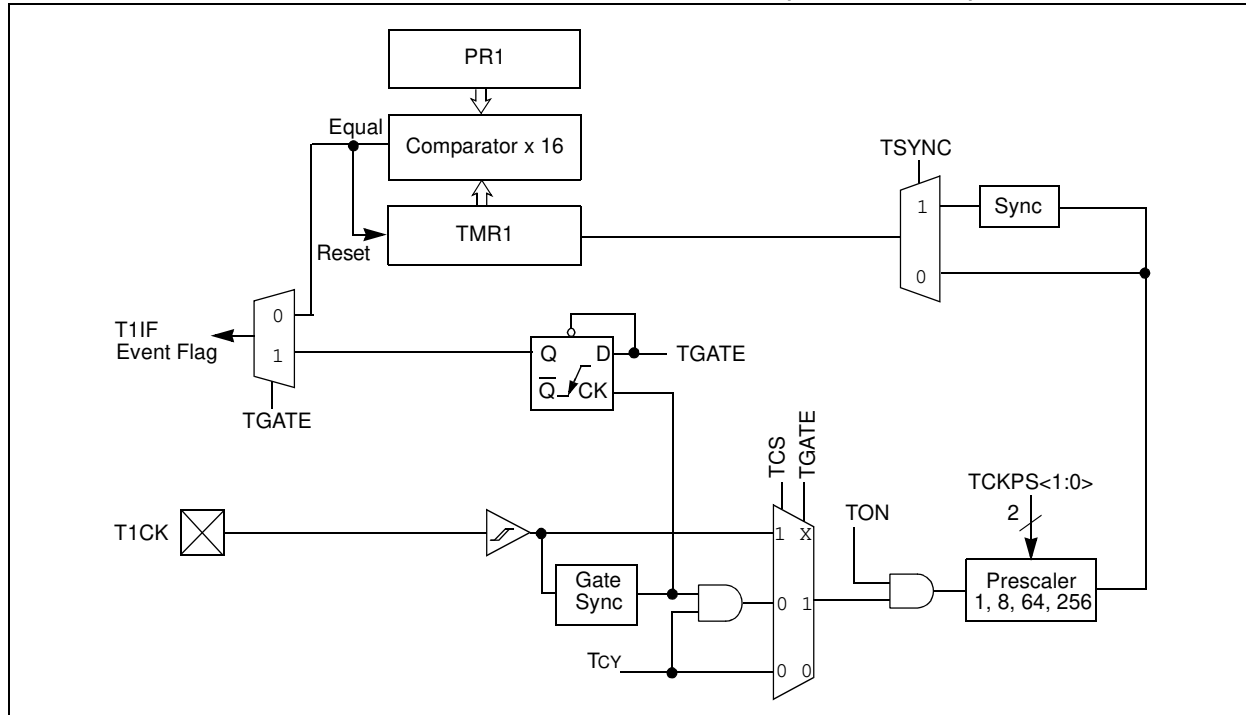 PR1
Equal
Comparator x 16
TSYNC
1
Sync
TMR1
Reset
0
0
T1IF
Event Flag
1
Q
D
TGATE
Q
CK
TGATE
TCS
TGATE
TCKPS<1:0>
2
TON
T1CK
1 X
Gate
Sync
Prescaler
1, 8, 64, 256
0 1
TCY
0 0